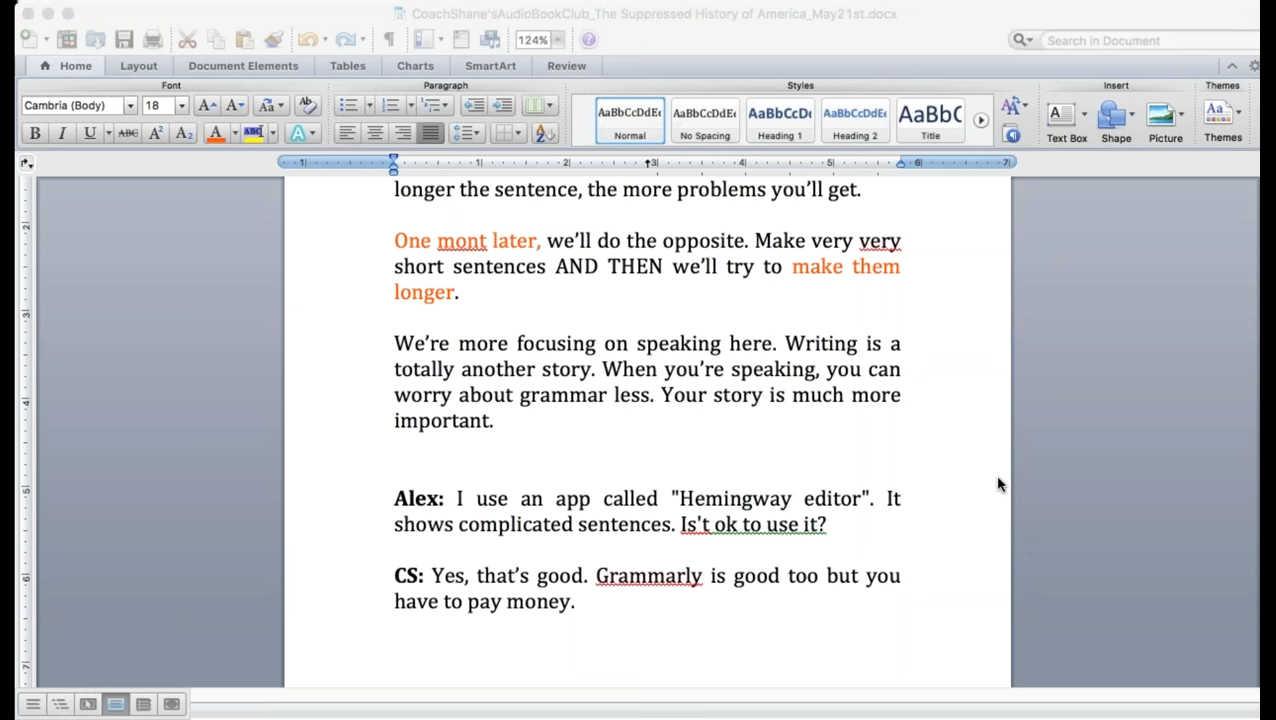 CoachShane'sAudioBookClub_The Suppressed History of America_May21st.docx
124%
Search in Document
Home Layout Document Elements Tables Charts SmartArt Review
Font Paragraph Styles Insert Themes
Cambria (Body) 18
AaBbCcDdEe AaBbCcDdEe AaBbCcDc AaBbCcDdEe AaBbC
Normal No Spacing Heading 1 Heading 2 Title
Text Box Shape Picture Themes
longer the sentence, the more problems you’ll get.
One mont later, we’ll do the opposite. Make very very
short sentences AND THEN we’ll try to make them
longer.
We’re more focusing on speaking here. Writing is a
totally another story. When you’re speaking, you can
worry about grammar less. Your story is much more
important.
Alex: I use an app called "Hemingway editor". It
shows complicated sentences. Is't ok to use it?
CS: Yes, that’s good. Grammarly is good too but you
have to pay money.